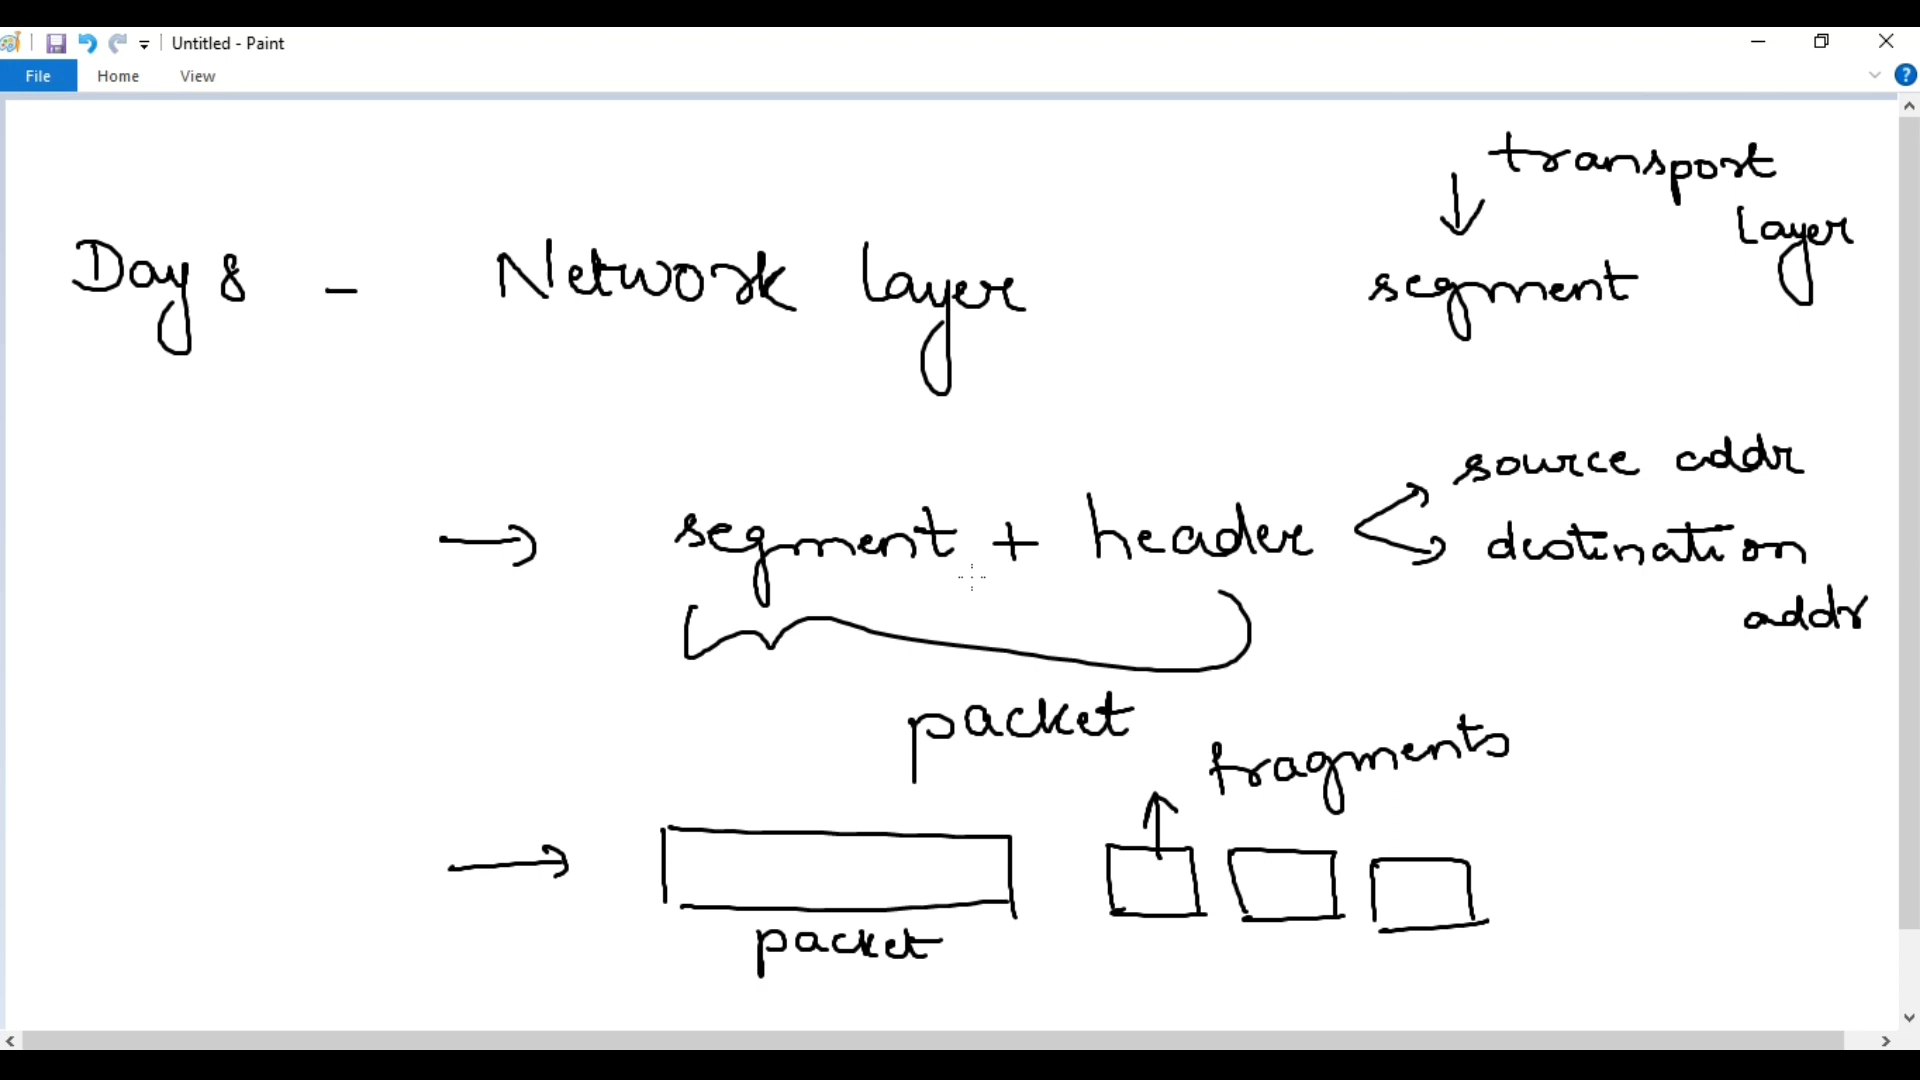 Untitled - Paint
File Home View
transport
layer
Day 8 - Network layer
segment
source addr
segment + header
destination
addr
packet
fragments
packet